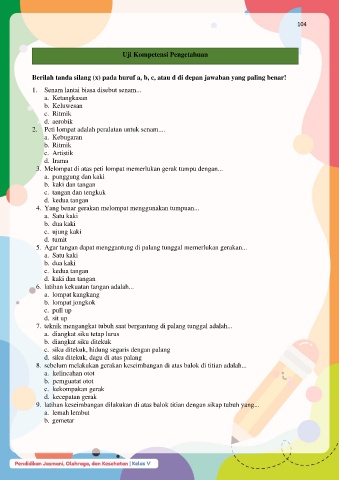 104
Uji Kompetensi Pengetahuan
Berilah tanda silang (x) pada huruf a, b, c, atau d di depan jawaban yang paling benar!
1. Senam lantai biasa disebut senam...
a. Ketangkasan
b. Keluwesan
c. Ritmik
d. aerobik
2. Peti lompat adalah peralatan untuk senam....
a. Kebugaran
b. Ritmik
c. Artistik
d. Irama
3. Melompat di atas peti lompat memerlukan gerak tumpu dengan...
a. punggung dan kaki
b. kaki dan tangan
c. tangan dan tengkuk
d. kedua tangan
4. Yang benar gerakan melompat menggunakan tumpuan...
a. Satu kaki
b. dua kaki
c. ujung kaki
d. tumit
5. Agar tangan dapat menggantung di palang tunggal memerlukan gerakan...
a. Satu kaki
b. dua kaki
c. kedua tangan
d. kaki dan tangan
6. latihan kekuatan tangan adalah...
a. lompat kangkang
b. lompat jongkok
c. pull up
d. sit up
7. teknik mengangkat tubuh saat bergantung di palang tunggal adalah...
a. diangkat siku tetap lurus
b. diangkat siku ditekuk
c. siku ditekuk, hidung segaris dengan palang
d. siku ditekuk, dagu di atas palang
8. sebelum melakukan gerakan keseimbangan di atas balok di titian adalah...
a. kelincahan otot
b. penguatat otot
c. kekompakan gerak
d. kecepatan gerak
9. latihan keseimbangan dilakukan di atas balok titian dengan sikap tubuh yang...
a. lemah lembut
b. gemetar
Pendidikan Jasmani, Olahraga, dan Kesehatan | Kelas V